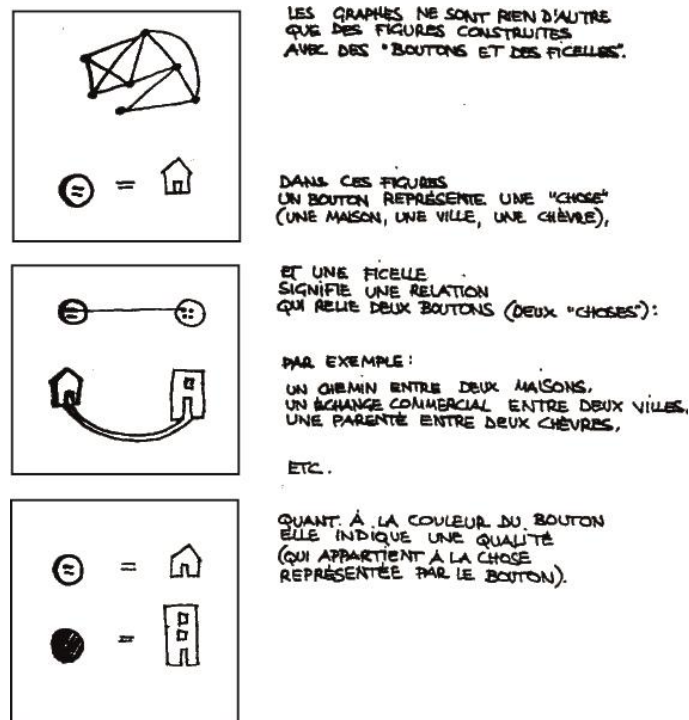 LES GRAPHES NE SONT RIEN D'AUTRE
QUE DES FIGURES CONSTRUITES
AVEC DES "BOUTONS ET DES FICELLES".
DANS CES FIGURES
UN BOUTON REPRÉSENTE UNE "CHOSE"
(UNE MAISON, UNE VILLE, UNE CHÈVRE),
ET UNE FICELLE
SIGNIFIE UNE RELATION
QUI RELIE DEUX BOUTONS (DEUX "CHOSES"):
PAR EXEMPLE:
UN CHEMIN ENTRE DEUX MAISONS,
UN ÉCHANGE COMMERCIAL ENTRE DEUX VILLES,
UNE PARENTÉ ENTRE DEUX CHÈVRES,
ETC.
QUANT À LA COULEUR DU BOUTON
ELLE INDIQUE UNE QUALITÉ
(QUI APPARTIENT À LA CHOSE
REPRÉSENTÉE PAR LE BOUTON).